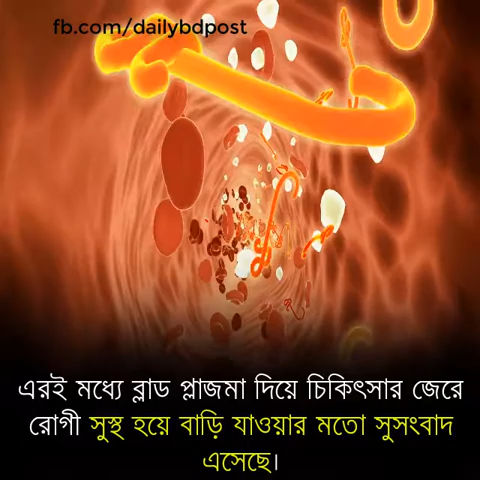 fb.com/dailybdpost
এরই মধ্যে ব্লাড প্লাজমা দিয়ে চিকিৎসার জেরে
রোগী সুস্থ হয়ে বাড়ি যাওয়ার মতো সুসংবাদ
এসেছে।